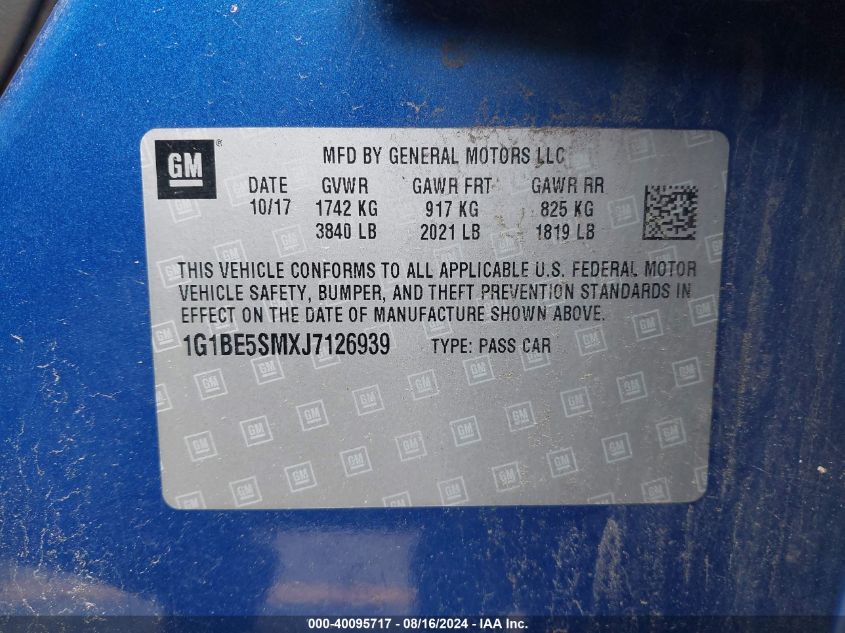 GM ® MFD BY GENERAL MOTORS LLC
DATE GVWR GAWR FRT GAWR RR
10/17 1742 KG 917 KG 825 KG
3840 LB 2021 LB 1819 LB
THIS VEHICLE CONFORMS TO ALL APPLICABLE U.S. FEDERAL MOTOR
VEHICLE SAFETY, BUMPER, AND THEFT PREVENTION STANDARDS IN
EFFECT ON THE DATE OF MANUFACTURE SHOWN ABOVE.
1G1BE5SMXJ7126939 TYPE: PASS CAR
000-40095717 - 08/16/2024 - IAA Inc.